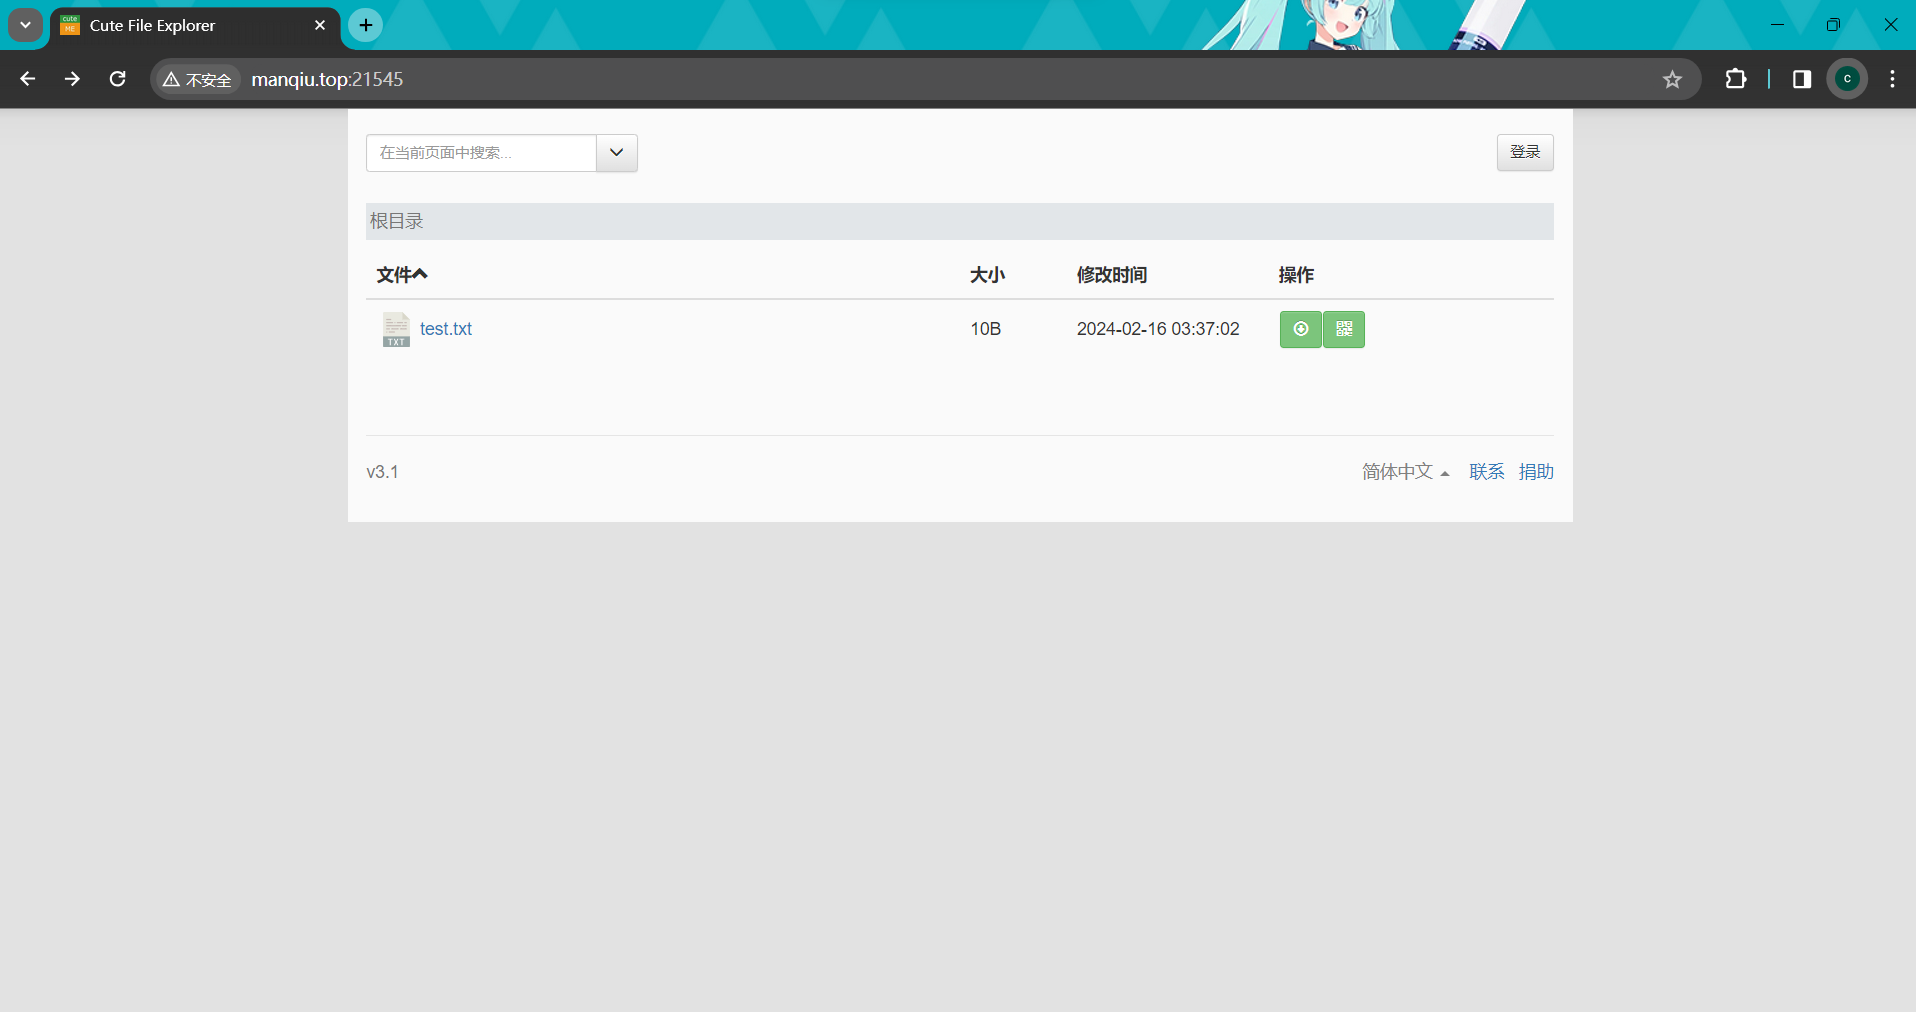 cute
ME
Cute File Explorer
不安全 manqiu.top:21545
C
在当前页面中搜索...
登录
根目录
文件 大小 修改时间 操作
TXT
test.txt 10B 2024-02-16 03:37:02
v3.1 简体中文 联系 捐助